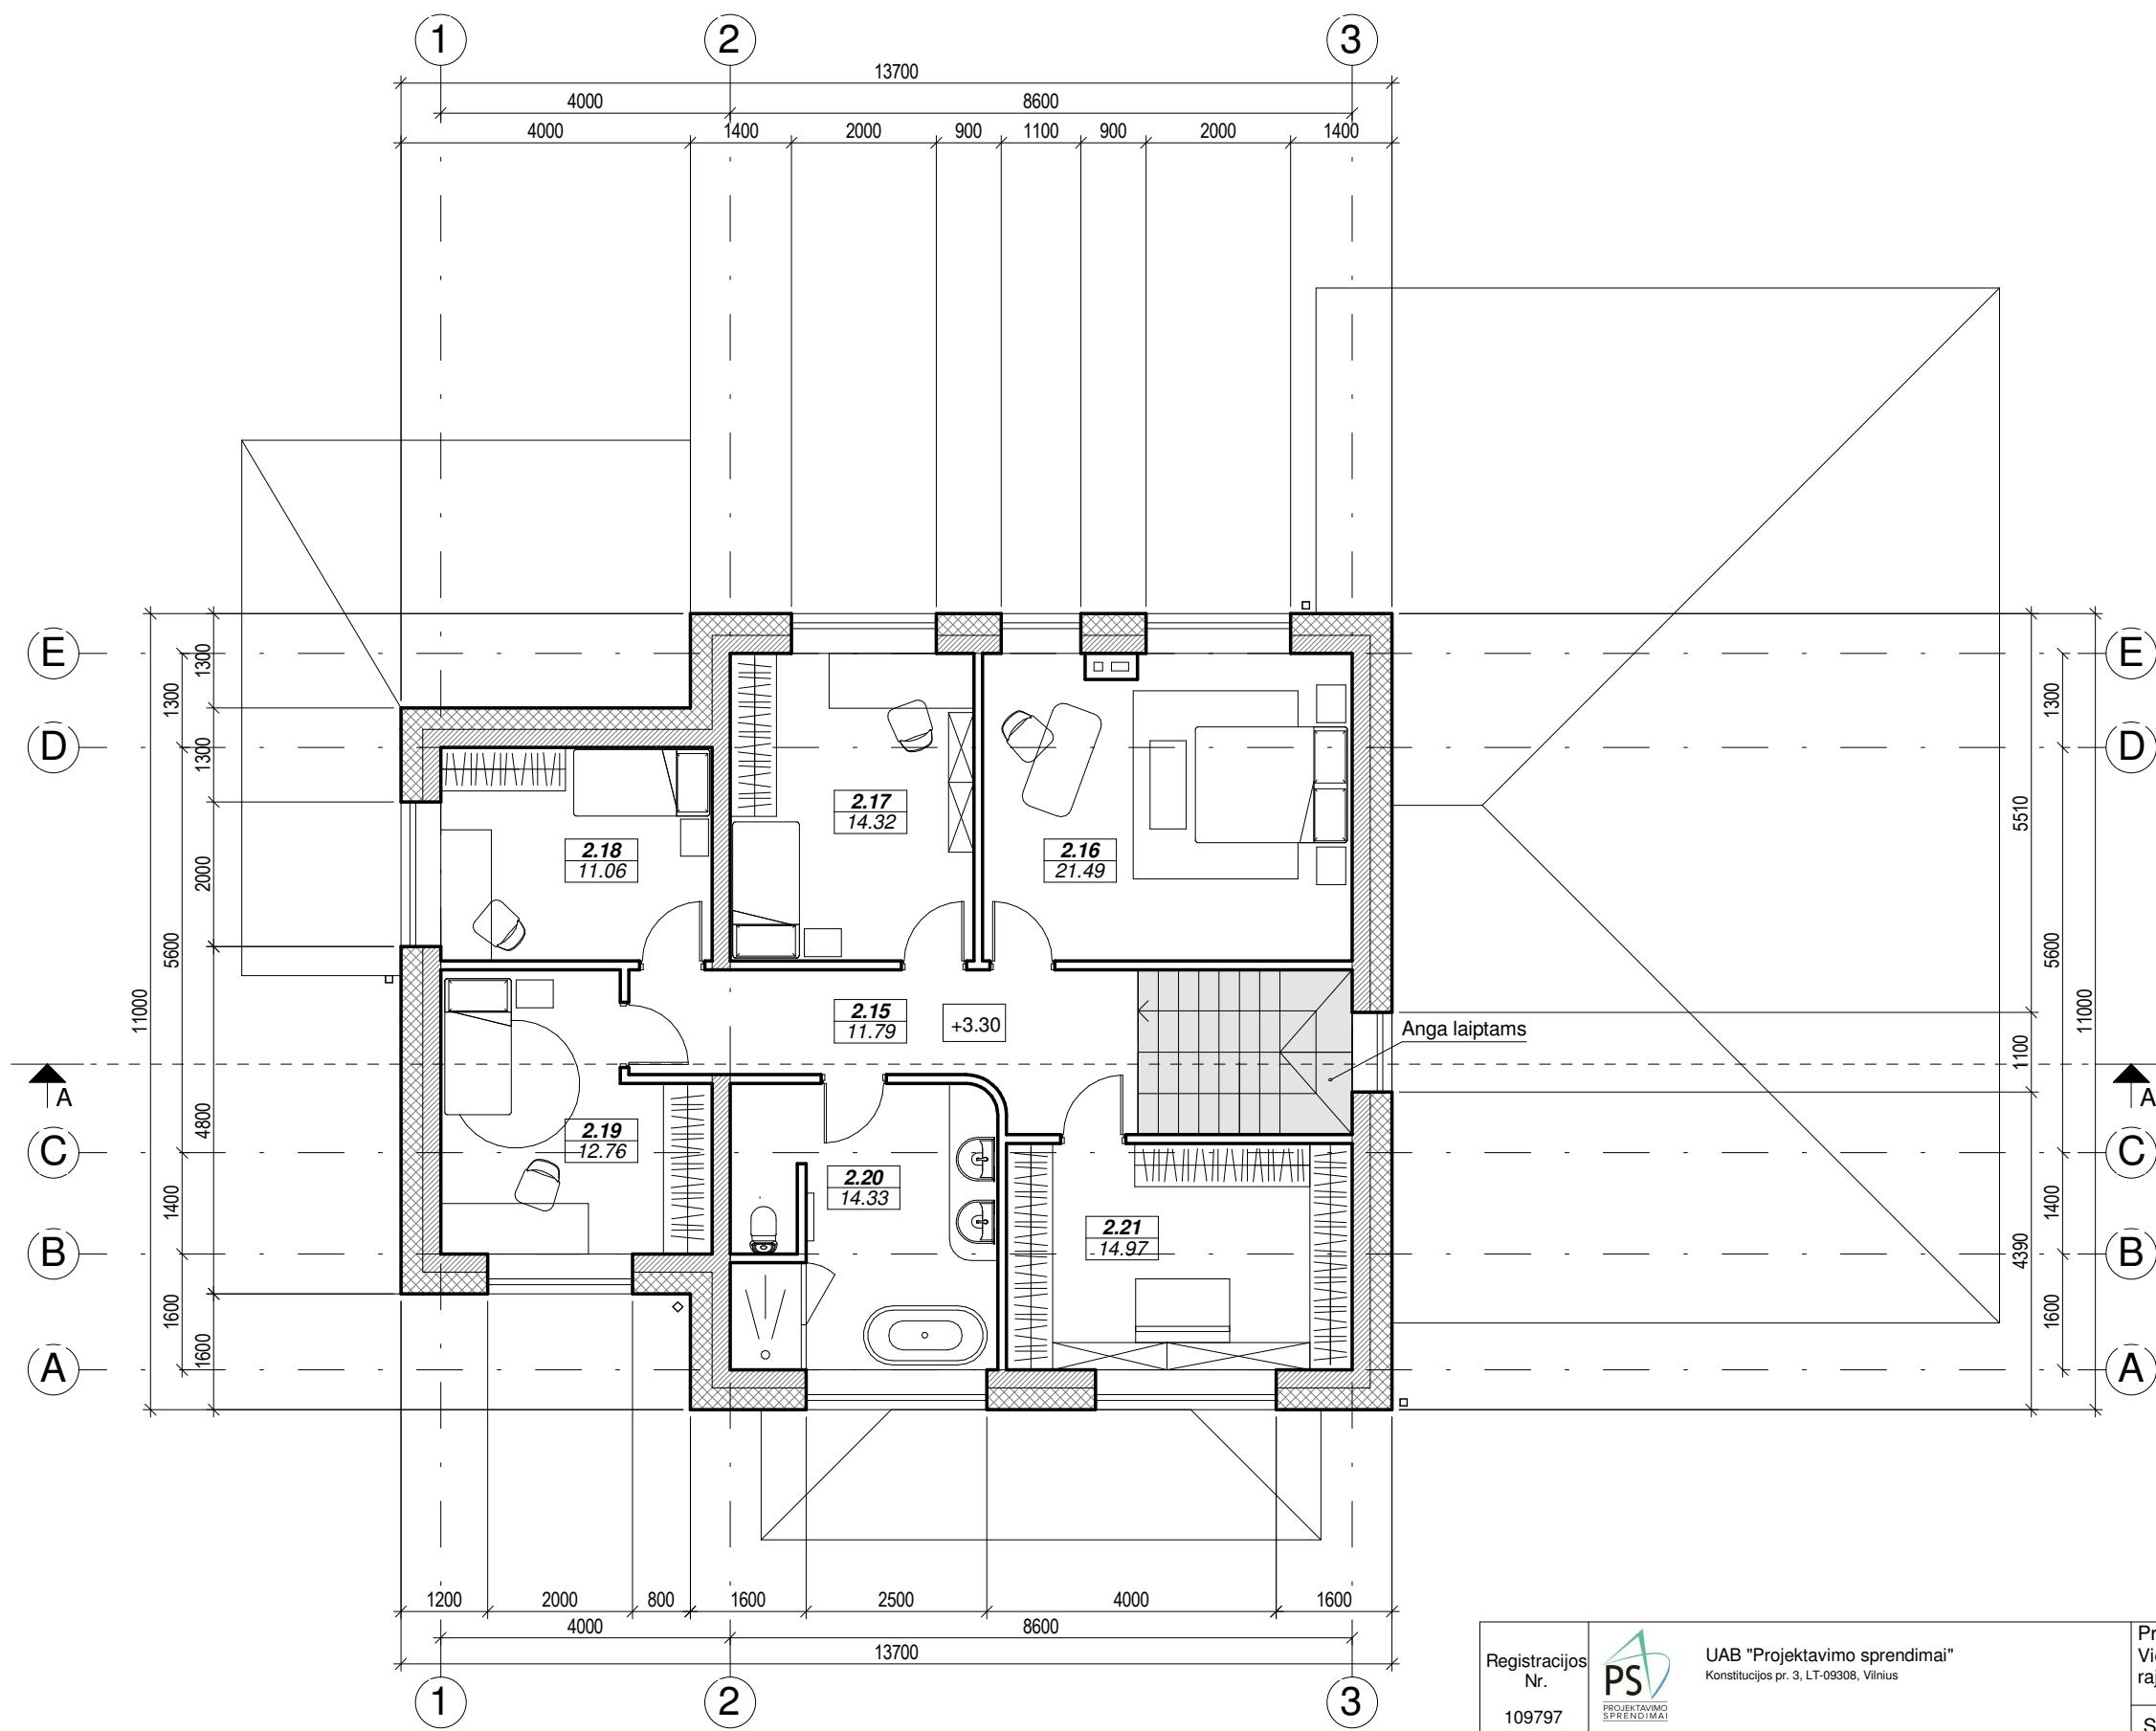 1 2 3
13700
4000 8600
4000 1400 2000 900 1100 900 2000 1400
E E
1300 1300 1300
D D
1300
5510
2.17
14.32
2.18
11.06
2.16
21.49
2000
5600 5600
11000 11000
2.15
11.79
+3.30
Anga laiptams
1100
A A
4800
2.19
12.76
C C
2.20
14.33
1400 1400
2.21
14.97
B B
4390
1600 1600 1600
A A
1200 2000 800 1600 2500 4000 1600
4000 8600
13700
1 2 3
Registracijos
Nr.
109797
PS
PROJEKTAVIMO
SPRENDIMAI
UAB "Projektavimo sprendimai"
Konstitucijos pr. 3, LT-09308, Vilnius